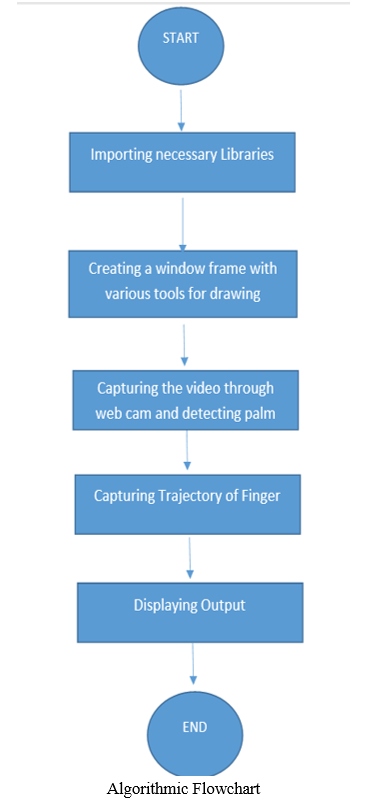 START
Importing necessary Libraries
Creating a window frame with
various tools for drawing
Capturing the video through
web cam and detecting palm
Capturing Trajectory of Finger
Displaying Output
END
Algorithmic Flowchart